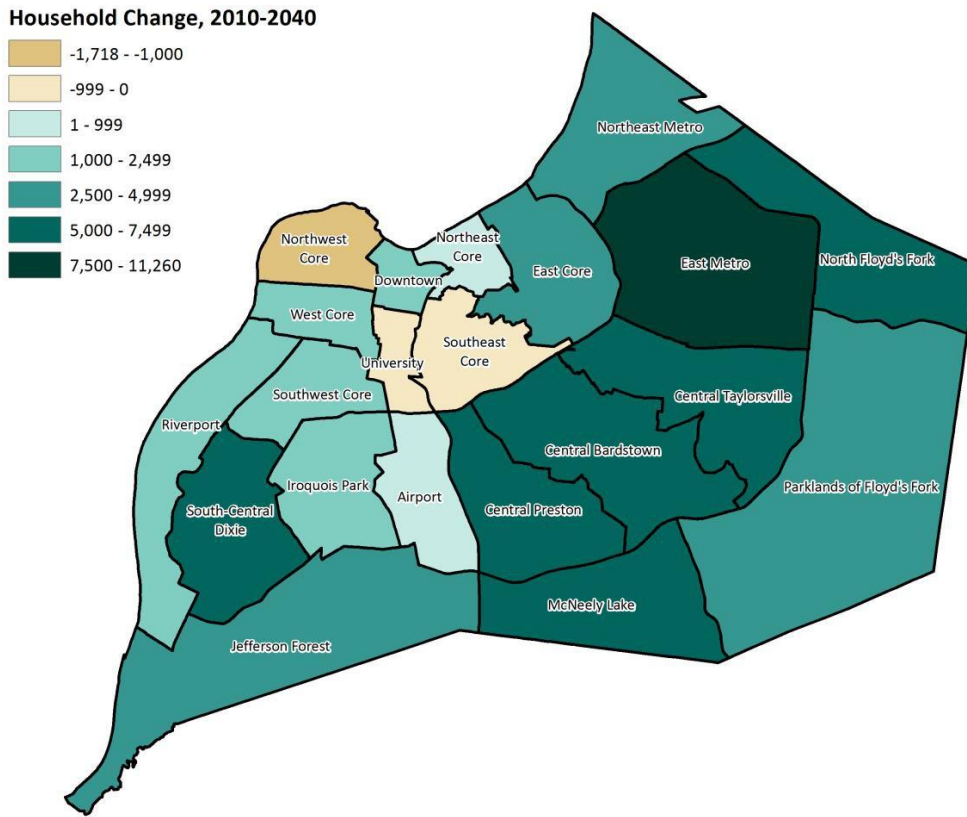 Household Change, 2010-2040
-1,718 - -1,000
-999 - 0
1 - 999
1,000 - 2,499
2,500 - 4,999
5,000 - 7,499
7,500 - 11,260
Northeast Metro
Northwest
Core
Northeast
Core
Downtown
East Core
East Metro
North Floyd's Fork
West Core
University
Southeast
Core
Southwest Core
Central Taylorsville
Riverport
Central Bardstown
Iroquois Park
Airport
Parklands of Floyd's Fork
South-Central
Dixie
Central Preston
McNeely Lake
Jefferson Forest